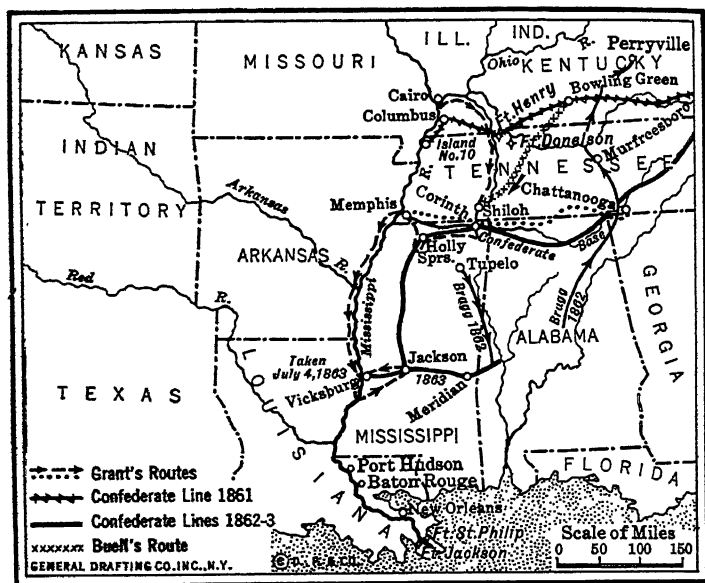 KANSAS
MISSOURI
ILL.
IND.
Ohio R.
Perryville
KENTUCKY
Bowling Green
Cairo
Columbus
Ft. Henry
Ft. Donelson
Island
No. 10
R.
Murfreesboro
INDIAN
TERRITORY
TENNESSEE
Arkansas
R.
Memphis
Corinth
Shiloh
Chattanooga
Confederate Base
Holly
Sprs.
Tupelo
ARKANSAS
Red
R.
Mississippi
Bragg 1862
Bragg
1862
ALABAMA
GEORGIA
Taken
July 4, 1863
Vicksburg
Jackson
1863
Meridian
TEXAS
LOUISIANA
MISSISSIPPI
FLORIDA
Port Hudson
Baton Rouge
New Orleans
Ft. St. Philip
Ft. Jackson
Grant's Routes
Confederate Line 1861
Confederate Lines 1862-3
Buell's Route
GENERAL DRAFTING CO. INC., N.Y.
Scale of Miles
0 50 100 150